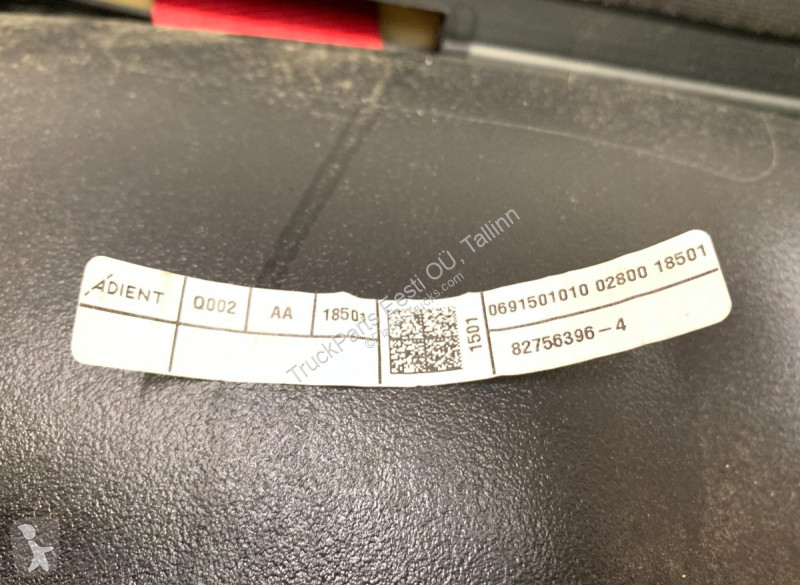 ADIENT Q002 AA 18501
1501
0691501010 02800 18501
82756396-4
TruckParts Eesti OÜ, Tallinn